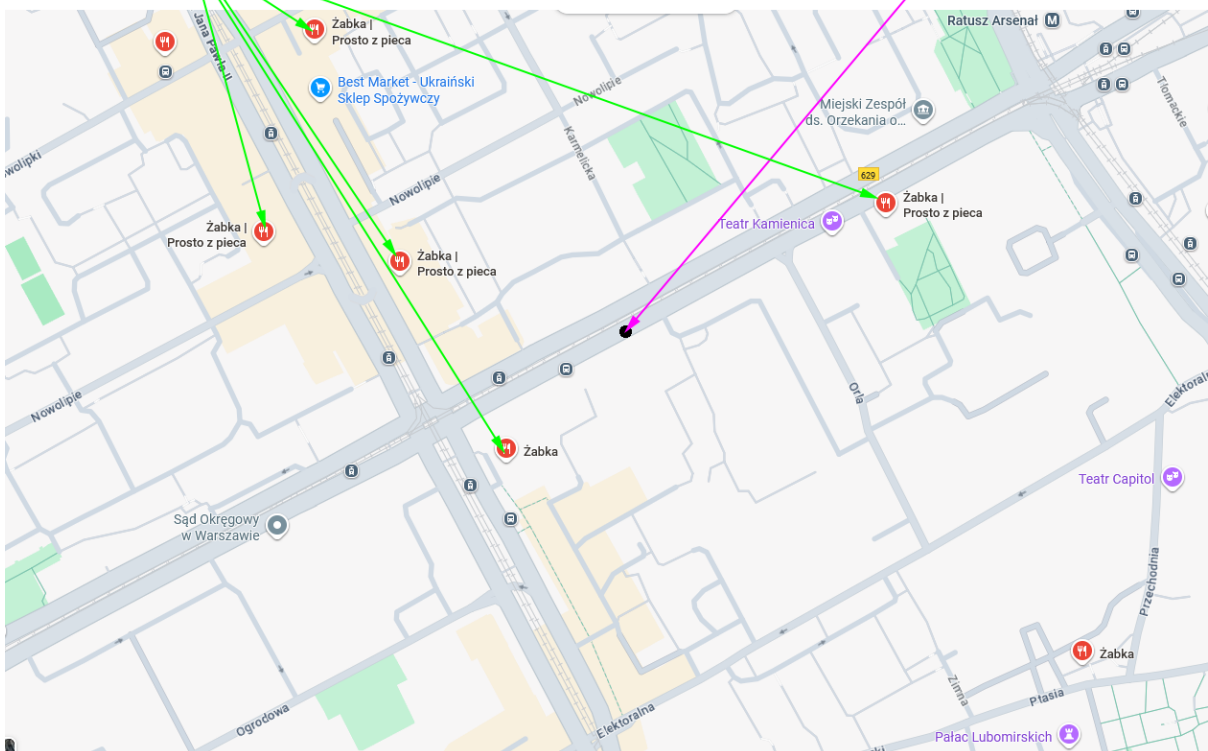 Żabka |
Prosto z pieca
Ratusz Arsenał M
Jana Pawła II
Best Market - Ukraiński
Sklep Spożywczy
Nowolipie
Tłomackie
Miejski Zespół
ds. Orzekania o...
Karmelicka
wolipki
629
Nowolipie
Żabka |
Prosto z pieca
Teatr Kamienica
Żabka |
Prosto z pieca
Żabka |
Prosto z pieca
Nowolipie
Orla
Elektoraln
Żabka
Teatr Capitol
Sąd Okręgowy
w Warszawie
Przechodnia
Żabka
Zimna
Ptasia
Ogrodowa
Elektoralna
Pałac Lubomirskich